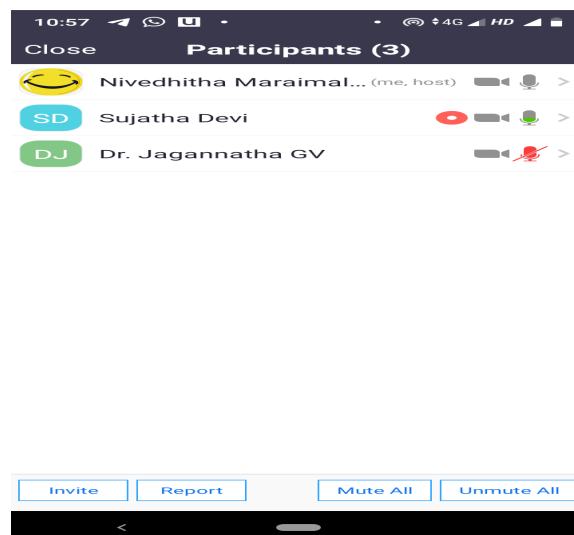 10:57 U 4G HD
Close Participants (3)
Nivedhitha Maraimal... (me, host)
SD Sujatha Devi
DJ Dr. Jagannatha GV
Invite Report Mute All Unmute All